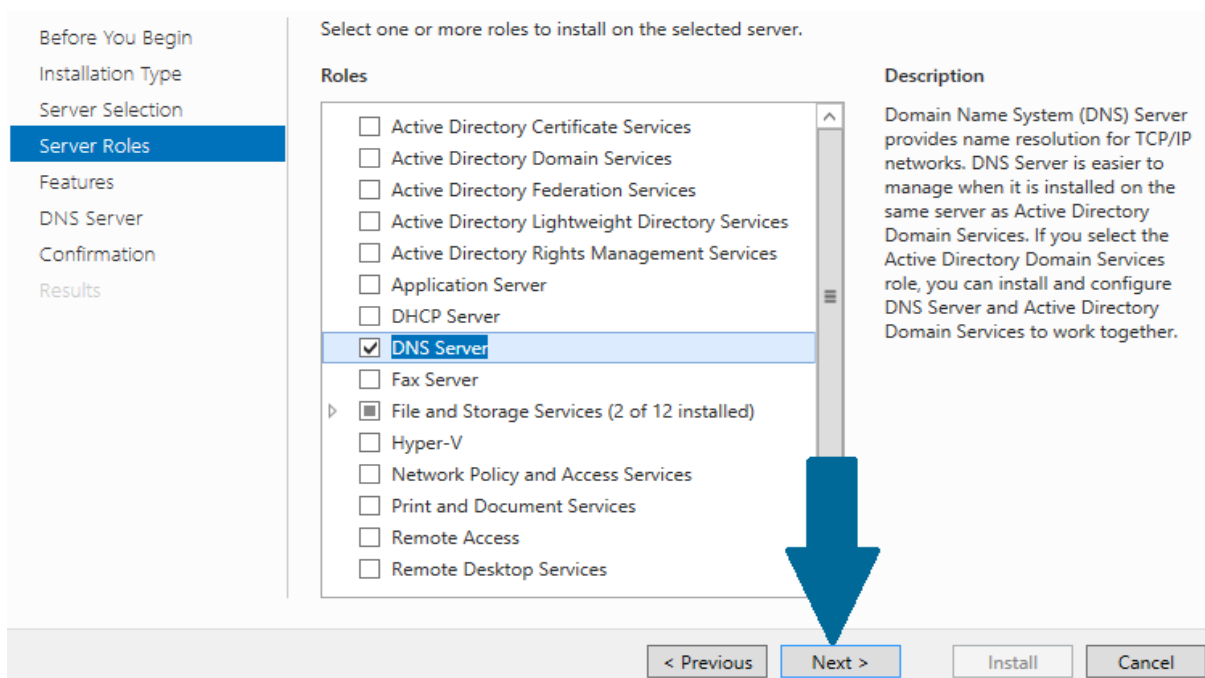 Before You Begin
Installation Type
Server Selection
Server Roles
Features
DNS Server
Confirmation
Results
Select one or more roles to install on the selected server.
Roles
Active Directory Certificate Services
Active Directory Domain Services
Active Directory Federation Services
Active Directory Lightweight Directory Services
Active Directory Rights Management Services
Application Server
DHCP Server
DNS Server
Fax Server
File and Storage Services (2 of 12 installed)
Hyper-V
Network Policy and Access Services
Print and Document Services
Remote Access
Remote Desktop Services
Description
Domain Name System (DNS) Server
provides name resolution for TCP/IP
networks. DNS Server is easier to
manage when it is installed on the
same server as Active Directory
Domain Services. If you select the
Active Directory Domain Services
role, you can install and configure
DNS Server and Active Directory
Domain Services to work together.
< Previous
Next >
Install
Cancel